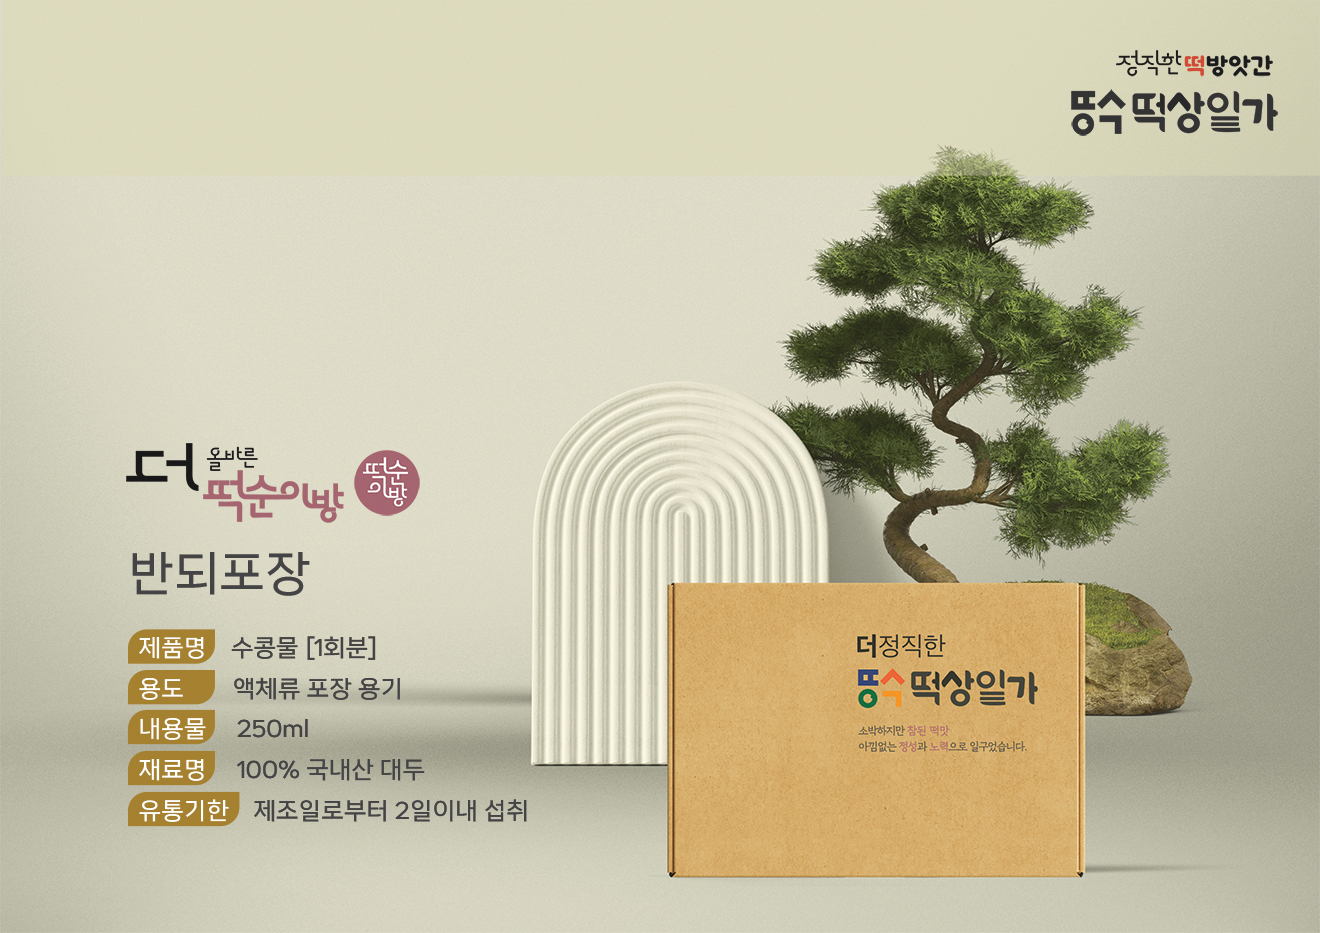 정직한떡방앗간
뜽슈 떡상일가
더 올바른
떡순이방
떡순
이방
반되포장
제품명 수콩물 [1회분]
용도 액체류 포장 용기
내용물 250ml
재료명 100% 국내산 대두
유통기한 제조일로부터 2일이내 섭취
더정직한
뜽슈 떡상일가
소박하지만 참된 떡맛
아낌없는 정성과 노력으로 일구었습니다.